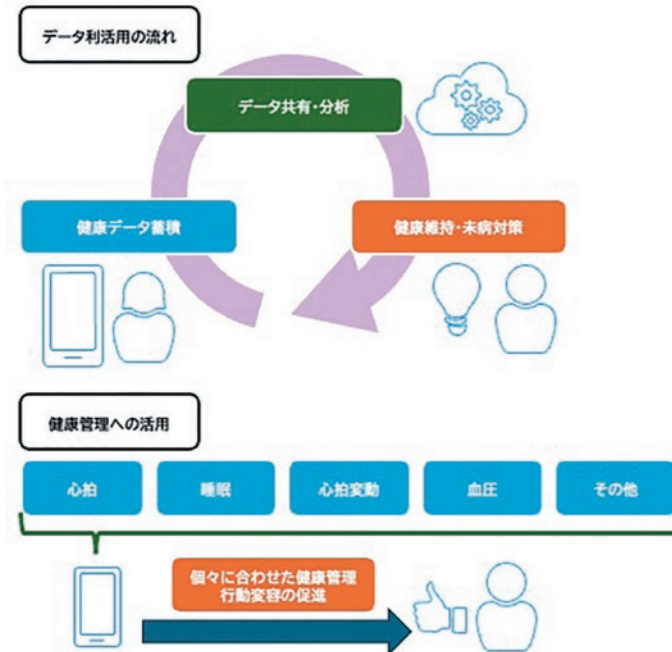 データ利活用の流れ
データ共有・分析
健康データ蓄積
健康維持・未病対策
健康管理への活用
心拍
睡眠
心拍変動
血圧
その他
個々に合わせた健康管理
行動変容の促進